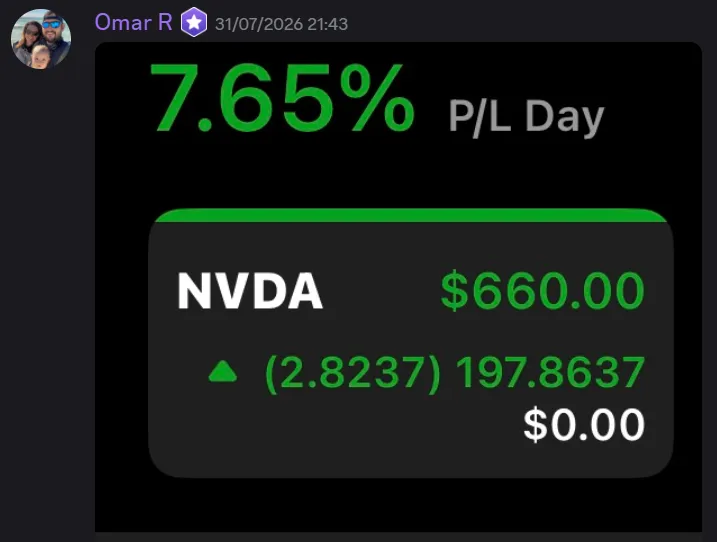 Omar R 31/07/2026 21:43
7.65% P/L Day
NVDA $660.00
(2.8237) 197.8637
$0.00